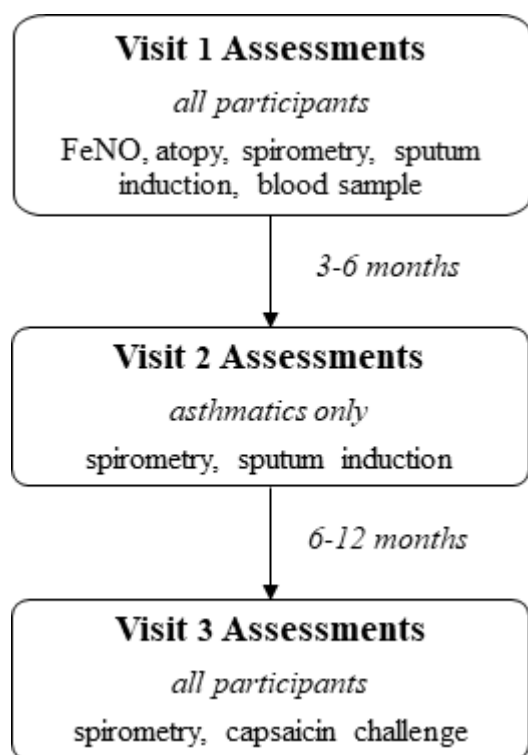 Visit 1 Assessments
all participants
FeNO, atopy, spirometry, sputum
induction, blood sample
3-6 months
Visit 2 Assessments
asthmatics only
spirometry, sputum induction
6-12 months
Visit 3 Assessments
all participants
spirometry, capsaicin challenge